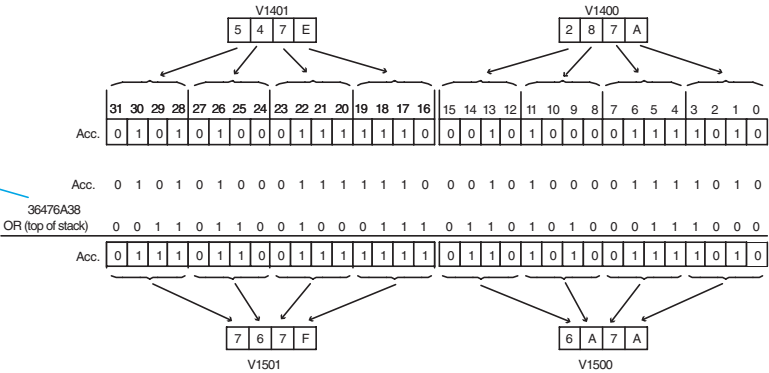 V1401 V1400
5 4 7 E 2 8 7 A
31 30 29 28 27 26 25 24 23 22 21 20 19 18 17 16 15 14 13 12 11 10 9 8 7 6 5 4 3 2 1 0
Acc. 0 1 0 1 0 1 0 0 0 1 1 1 1 1 1 0 0 0 1 0 1 0 0 0 0 1 1 1 1 0 1 0
Acc. 0 1 0 1 0 1 0 0 0 1 1 1 1 1 1 0 0 0 1 0 1 0 0 0 0 1 1 1 1 0 1 0
36476A38
OR (top of stack) 0 0 1 1 0 1 1 0 0 1 0 0 0 1 1 1 0 1 1 0 1 0 1 0 0 0 1 1 1 0 0 0
Acc. 0 1 1 1 0 1 1 0 0 1 1 1 1 1 1 1 0 1 1 0 1 0 1 0 0 1 1 1 1 0 1 0
7 6 7 F 6 A 7 A
V1501 V1500